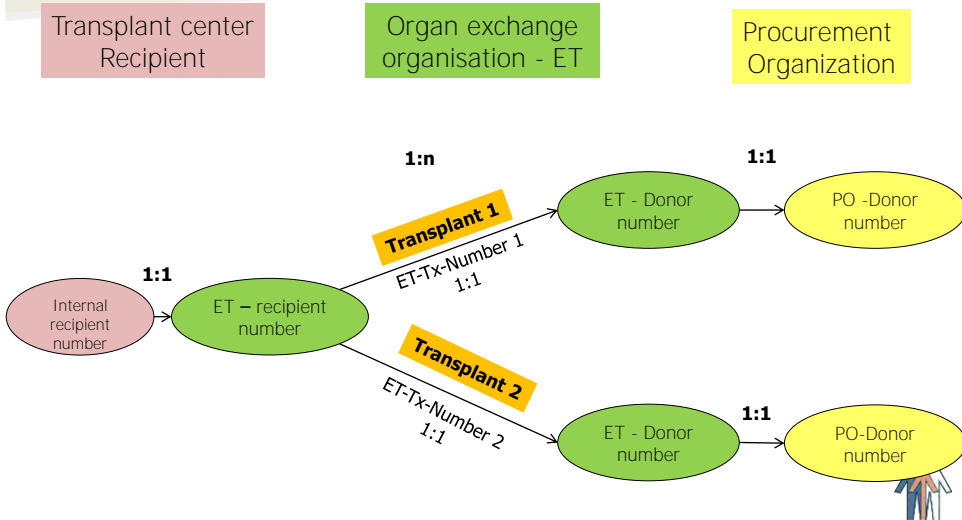 Transplant center
Recipient
Organ exchange
organisation - ET
Procurement
Organization
1:n
1:1
Transplant 1
ET - Donor
number
PO -Donor
number
ET-Tx-Number 1
1:1
1:1
Internal
recipient
number
ET – recipient
number
Transplant 2
ET-Tx-Number 2
1:1
1:1
ET - Donor
number
PO-Donor
number